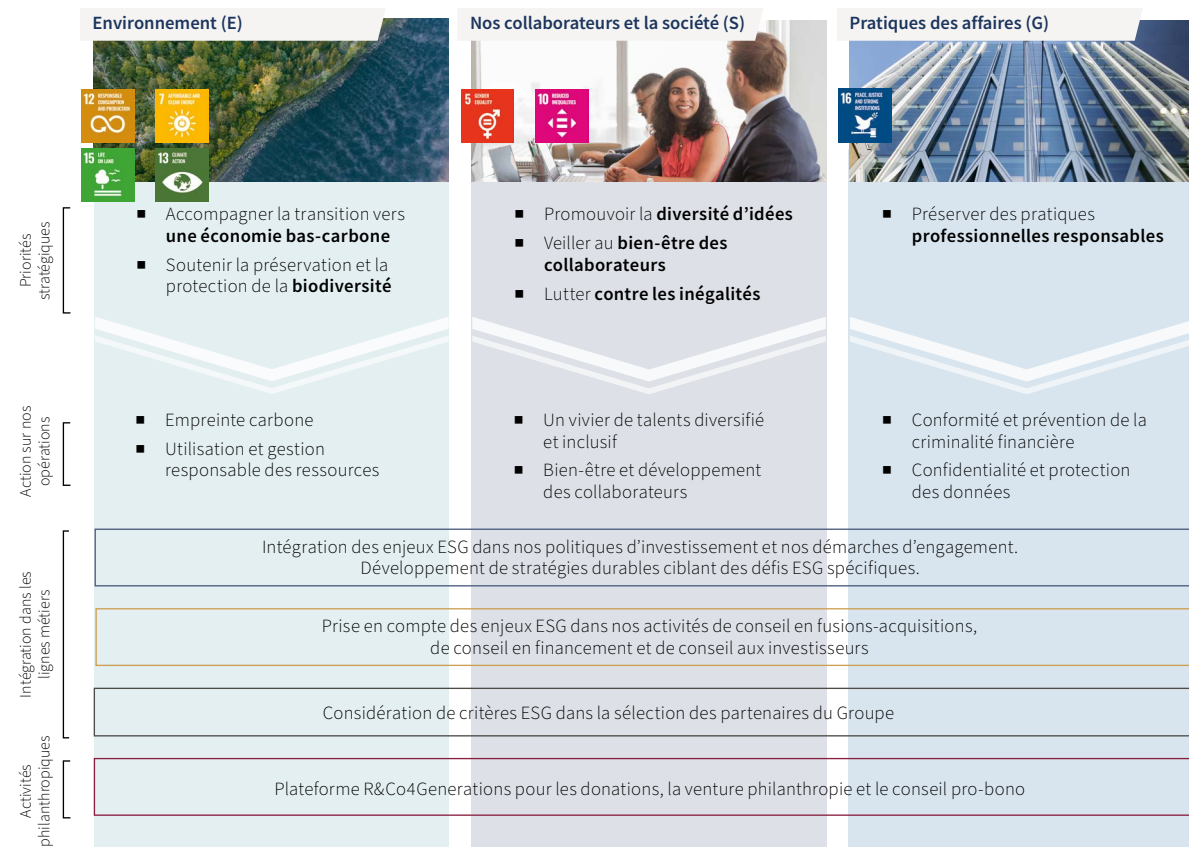 Environnement (E)
Nos collaborateurs et la société (S)
Pratiques des affaires (G)
12 RESPONSIBLE
CONSUMPTION
AND PRODUCTION
7 AFFORDABLE AND
CLEAN ENERGY
15 LIFE
ON LAND
13 CLIMATE
ACTION
5 GENDER
EQUALITY
10 REDUCED
INEQUALITIES
16 PEACE, JUSTICE
AND STRONG
INSTITUTIONS
Priorités
stratégiques
■ Accompagner la transition vers
une économie bas-carbone
■ Soutenir la préservation et la
protection de la biodiversité
■ Promouvoir la diversité d’idées
■ Veiller au bien-être des
collaborateurs
■ Lutter contre les inégalités
■ Préserver des pratiques
professionnelles responsables
Action sur nos
opérations
■ Empreinte carbone
■ Utilisation et gestion
responsable des ressources
■ Un vivier de talents diversifié
et inclusif
■ Bien-être et développement
des collaborateurs
■ Conformité et prévention de la
criminalité financière
■ Confidentialité et protection
des données
Intégration dans les
lignes métiers
Intégration des enjeux ESG dans nos politiques d’investissement et nos démarches d’engagement.
Développement de stratégies durables ciblant des défis ESG spécifiques.
Prise en compte des enjeux ESG dans nos activités de conseil en fusions-acquisitions,
de conseil en financement et de conseil aux investisseurs
Considération de critères ESG dans la sélection des partenaires du Groupe
Activités
philanthropiques
Plateforme R&Co4Generations pour les donations, la venture philanthropie et le conseil pro-bono